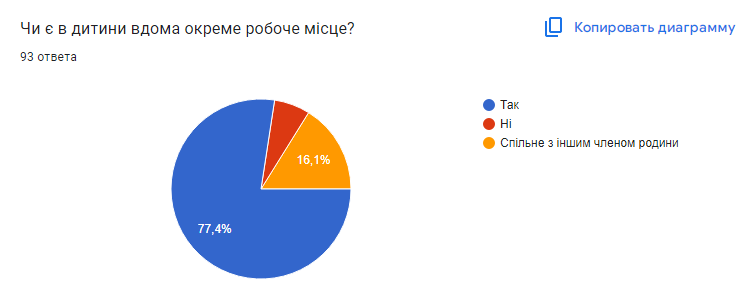 Чи є в дитини вдома окреме робоче місце?
Копировать диаграмму
93 ответа
Так
Ні
Спільне з іншим членом родини
16,1%
77,4%